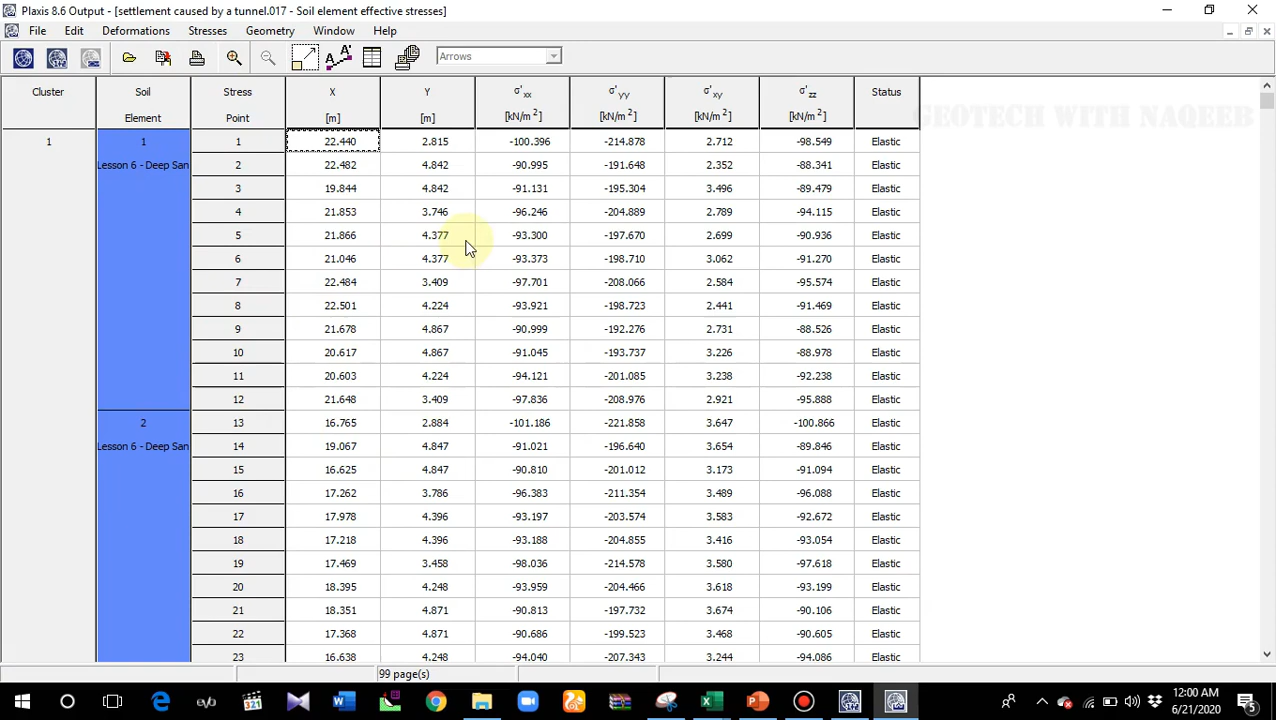 Plaxis 8.6 Output - [settlement caused by a tunnel.017 - Soil element effective stresses]
File Edit Deformations Stresses Geometry Window Help
Arrows
Cluster Soil Element Stress Point X [m] Y [m] σ'xx [kN/m²] σ'yy [kN/m²] σ'xy [kN/m²] σ'zz [kN/m²] Status
GEOTECH WITH NAQEEB
1 1 1 22.440 2.815 -100.396 -214.878 2.712 -98.549 Elastic
Lesson 6 - Deep San 2 22.482 4.842 -90.995 -191.648 2.352 -88.341 Elastic
3 19.844 4.842 -91.131 -195.304 3.496 -89.479 Elastic
4 21.853 3.746 -96.246 -204.889 2.789 -94.115 Elastic
5 21.866 4.377 -93.300 -197.670 2.699 -90.936 Elastic
6 21.046 4.377 -93.373 -198.710 3.062 -91.270 Elastic
7 22.484 3.409 -97.701 -208.066 2.584 -95.574 Elastic
8 22.501 4.224 -93.921 -198.723 2.441 -91.469 Elastic
9 21.678 4.867 -90.999 -192.276 2.731 -88.526 Elastic
10 20.617 4.867 -91.045 -193.737 3.226 -88.978 Elastic
11 20.603 4.224 -94.121 -201.085 3.238 -92.238 Elastic
12 21.648 3.409 -97.836 -208.976 2.921 -95.888 Elastic
2 13 16.765 2.884 -101.186 -221.858 3.647 -100.866 Elastic
Lesson 6 - Deep San 14 19.067 4.847 -91.021 -196.640 3.654 -89.846 Elastic
15 16.625 4.847 -90.810 -201.012 3.173 -91.094 Elastic
16 17.262 3.786 -96.383 -211.354 3.489 -96.088 Elastic
17 17.978 4.396 -93.197 -203.574 3.583 -92.672 Elastic
18 17.218 4.396 -93.188 -204.855 3.416 -93.054 Elastic
19 17.469 3.458 -98.036 -214.578 3.580 -97.618 Elastic
20 18.395 4.248 -93.959 -204.466 3.618 -93.199 Elastic
21 18.351 4.871 -90.813 -197.732 3.674 -90.106 Elastic
22 17.368 4.871 -90.686 -199.523 3.468 -90.605 Elastic
23 16.638 4.248 -94.040 -207.343 3.244 -94.086 Elastic
99 page(s)
12:00 AM
6/21/2020
5